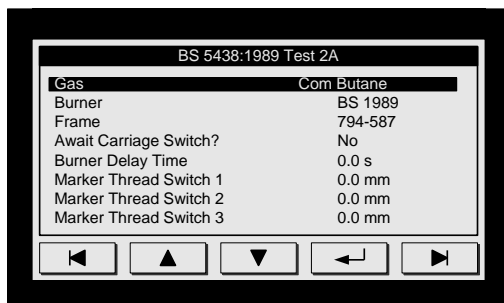 BS 5438:1989 Test 2A
Gas Com Butane
Burner BS 1989
Frame 794-587
Await Carriage Switch? No
Burner Delay Time 0.0 s
Marker Thread Switch 1 0.0 mm
Marker Thread Switch 2 0.0 mm
Marker Thread Switch 3 0.0 mm